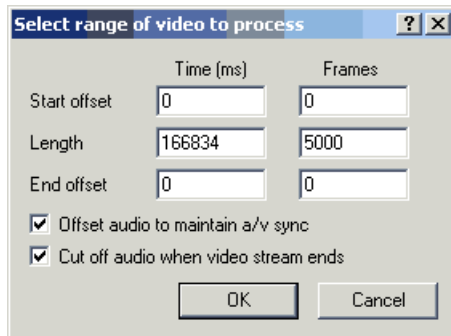 Select range of video to process
Time (ms) Frames
Start offset 0 0
Length 166834 5000
End offset 0 0
Offset audio to maintain a/v sync
Cut off audio when video stream ends
OK Cancel